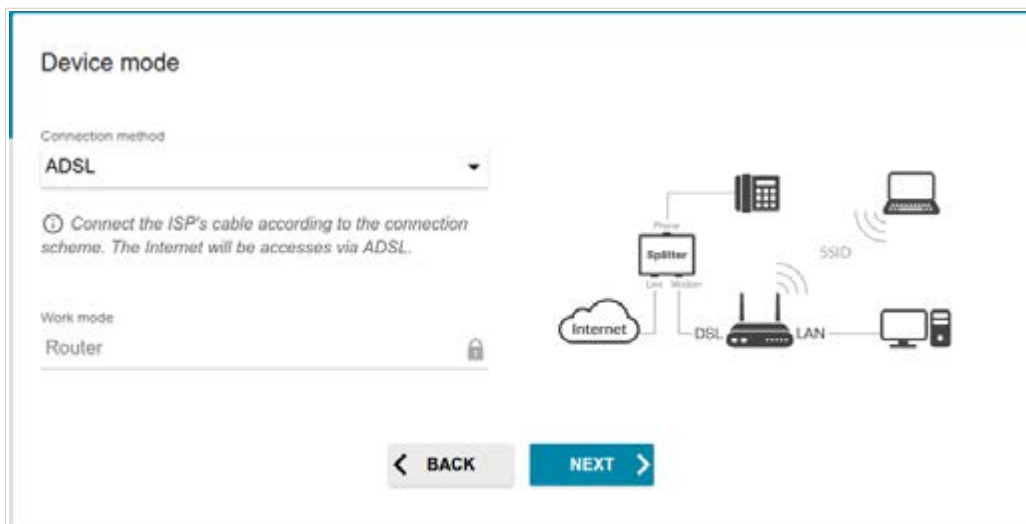 Device mode
Connection method
ADSL
Connect the ISP's cable according to the connection
scheme. The Internet will be accesses via ADSL.
Work mode
Router
Phone
Splitter
Line Modem
Internet
DSL
LAN
SSID
BACK
NEXT